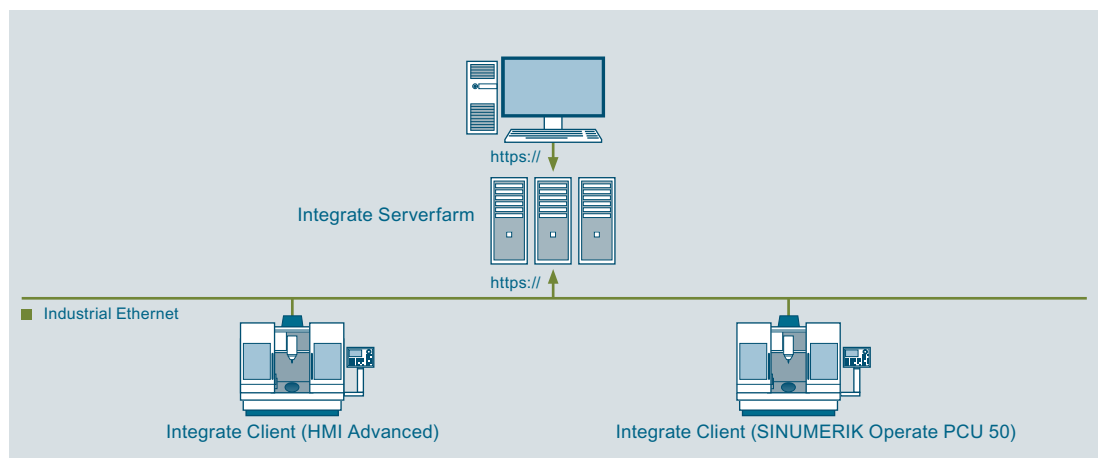 https://
Integrate Serverfarm
https://
Industrial Ethernet
Integrate Client (HMI Advanced)
Integrate Client (SINUMERIK Operate PCU 50)